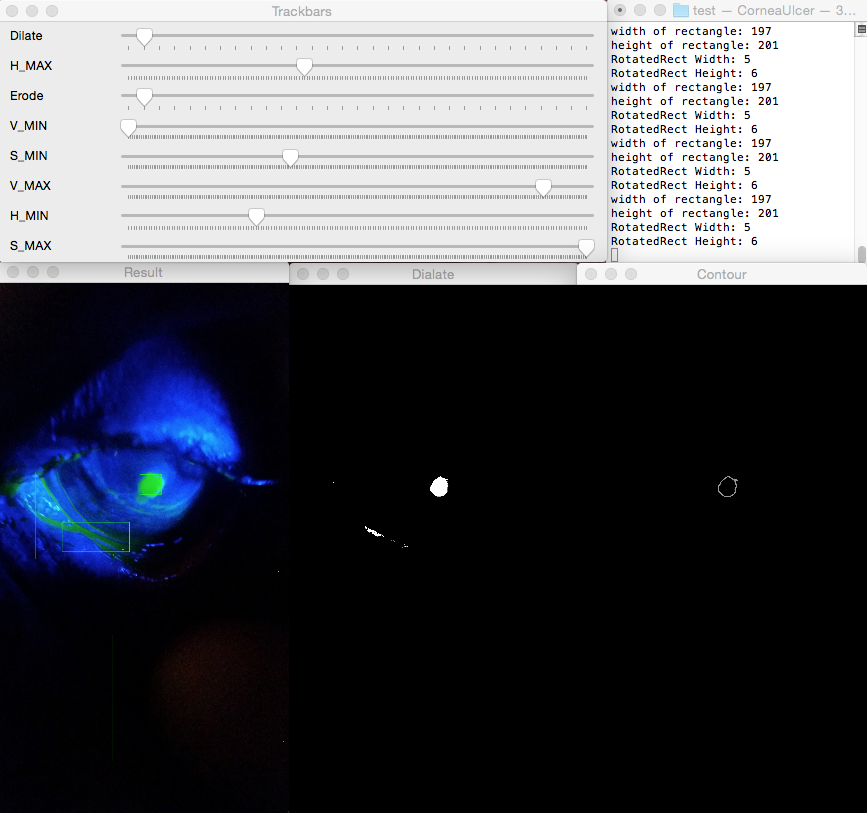 Trackbars
Dilate
H_MAX
Erode
V_MIN
S_MIN
V_MAX
H_MIN
S_MAX
test — CorneaUlcer — 3...
width of rectangle: 197
height of rectangle: 201
RotatedRect Width: 5
RotatedRect Height: 6
width of rectangle: 197
height of rectangle: 201
RotatedRect Width: 5
RotatedRect Height: 6
width of rectangle: 197
height of rectangle: 201
RotatedRect Width: 5
RotatedRect Height: 6
width of rectangle: 197
height of rectangle: 201
RotatedRect Width: 5
RotatedRect Height: 6
Result
Dialate
Contour